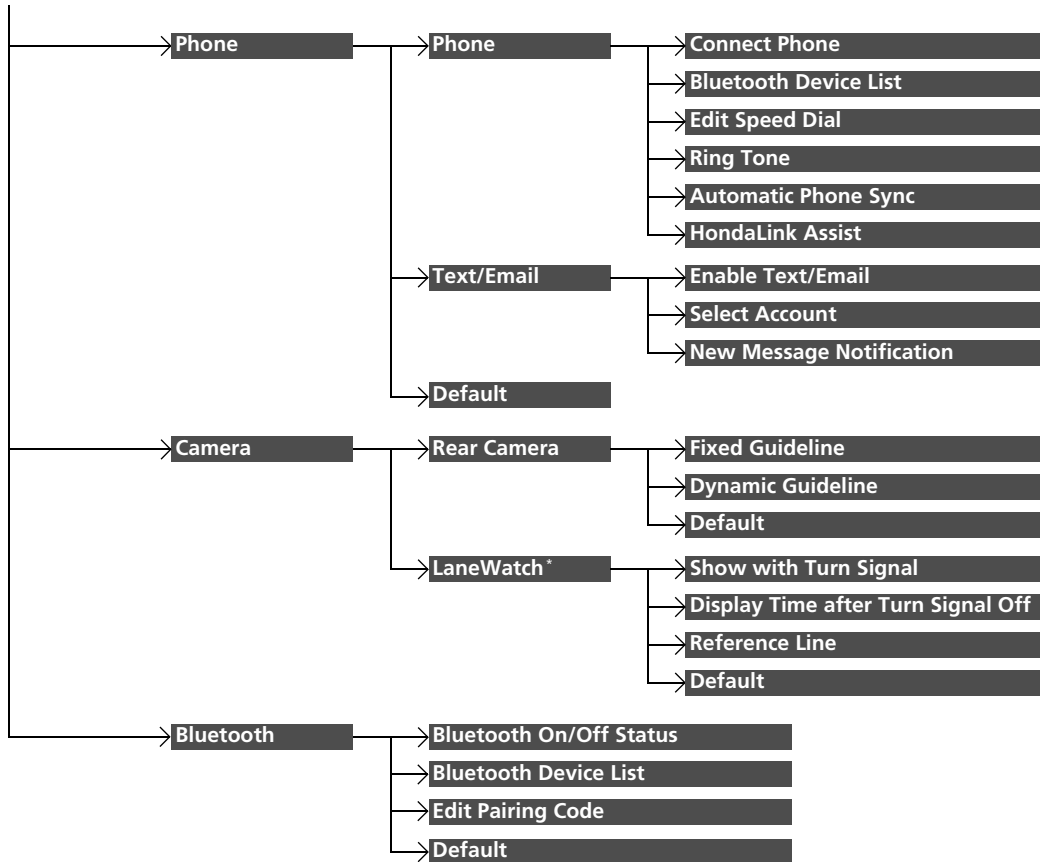 Phone
Phone
Connect Phone
Bluetooth Device List
Edit Speed Dial
Ring Tone
Automatic Phone Sync
HondaLink Assist
Text/Email
Enable Text/Email
Select Account
New Message Notification
Default
Camera
Rear Camera
Fixed Guideline
Dynamic Guideline
Default
LaneWatch*
Show with Turn Signal
Display Time after Turn Signal Off
Reference Line
Default
Bluetooth
Bluetooth On/Off Status
Bluetooth Device List
Edit Pairing Code
Default